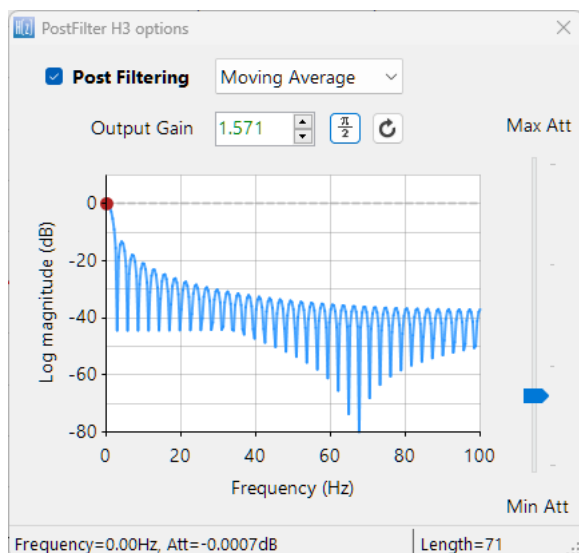 H(z) PostFilter H3 options
Post Filtering Moving Average
Output Gain 1.571 π/2
Max Att
0
-20
-40
-60
-80
Log magnitude (dB)
0 20 40 60 80 100
Frequency (Hz)
Min Att
Frequency=0.00Hz, Att=-0.0007dB Length=71